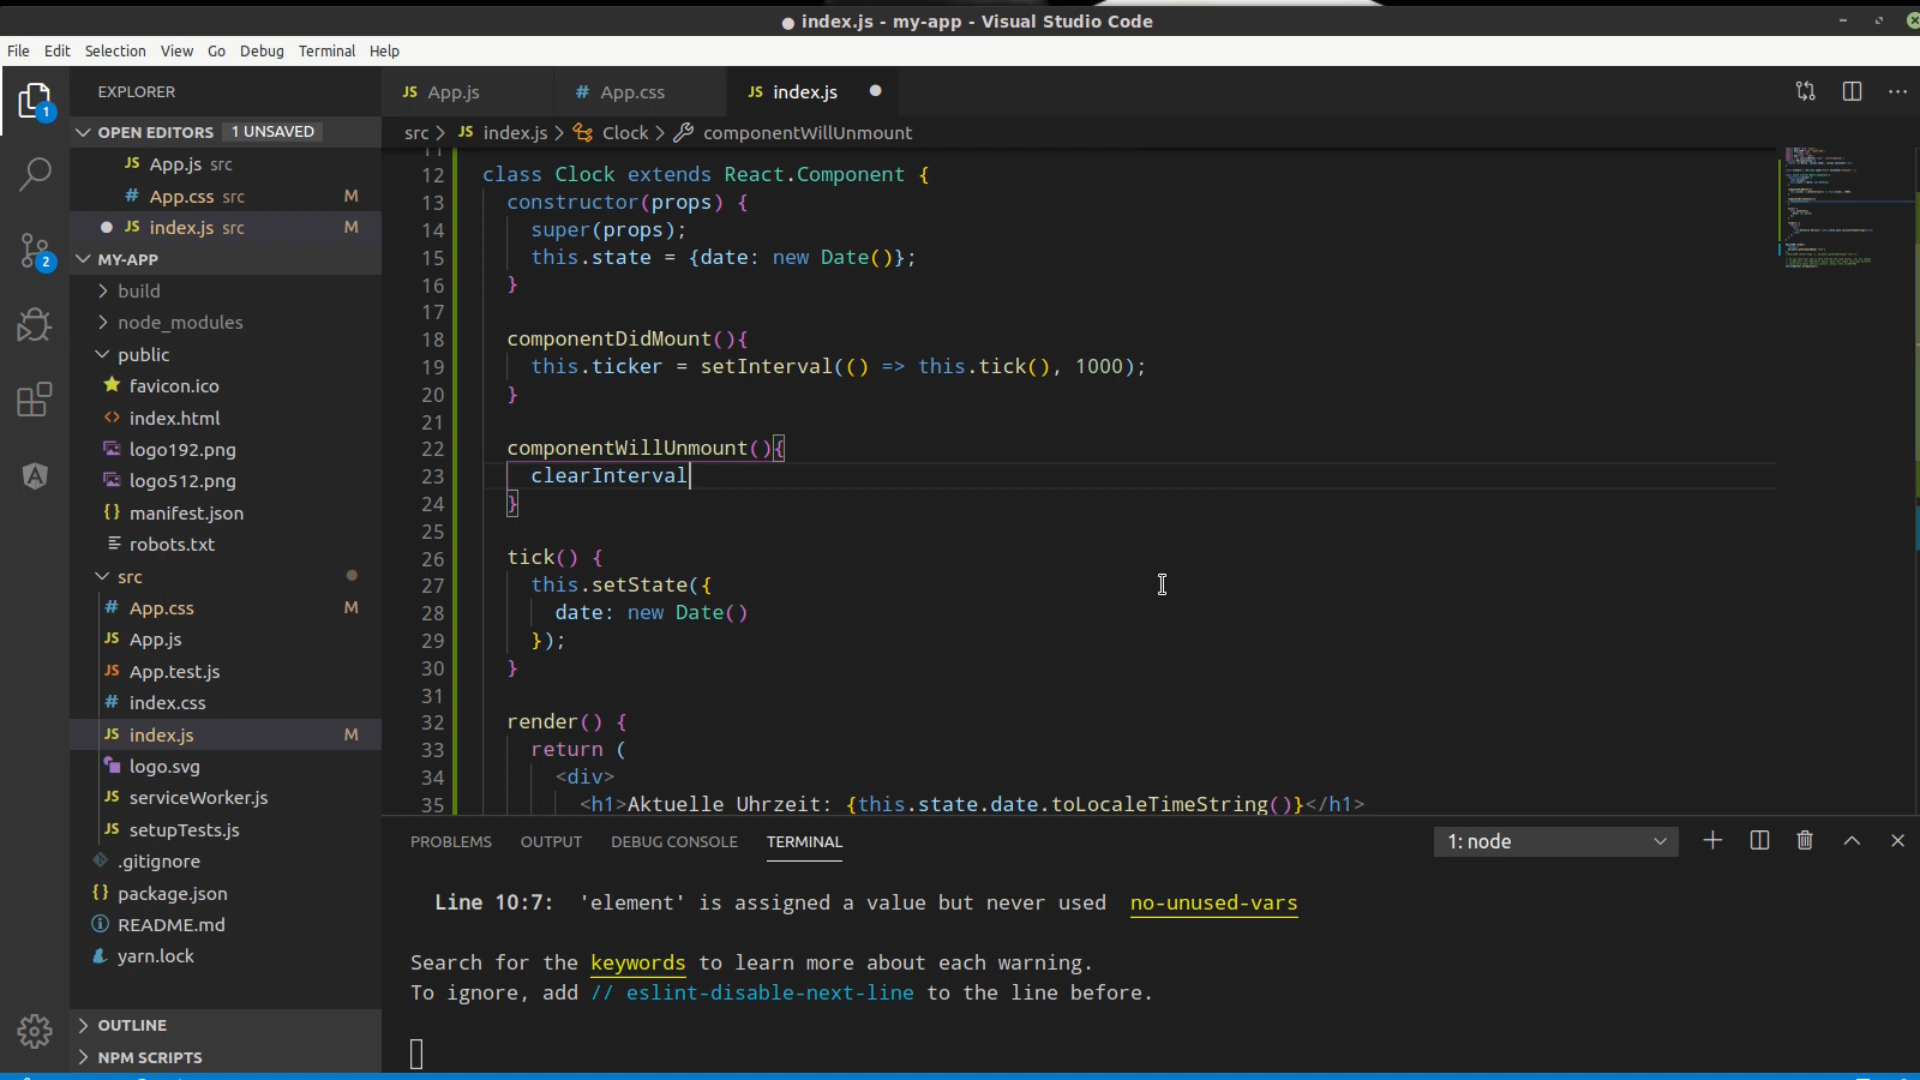 ● index.js - my-app - Visual Studio Code
File Edit Selection View Go Debug Terminal Help
EXPLORER
App.js
App.css
index.js
OPEN EDITORS 1 UNSAVED
src > index.js > Clock > componentWillUnmount
App.js src
App.css src M
index.js src M
MY-APP
build
node_modules
public
favicon.ico
index.html
logo192.png
logo512.png
manifest.json
robots.txt
src
App.css M
App.js
App.test.js
index.css
index.js M
logo.svg
serviceWorker.js
setupTests.js
.gitignore
package.json
README.md
yarn.lock
OUTLINE
NPM SCRIPTS
1
2
11
12 class Clock extends React.Component {
13 constructor(props) {
14 super(props);
15 this.state = {date: new Date()};
16 }
17
18 componentDidMount(){
19 this.ticker = setInterval(() => this.tick(), 1000);
20 }
21
22 componentWillUnmount(){
23 clearInterval
24 }
25
26 tick() {
27 this.setState({
28 date: new Date()
29 });
30 }
31
32 render() {
33 return (
34 <div>
35 <h1>Aktuelle Uhrzeit: {this.state.date.toLocaleTimeString()}</h1>
PROBLEMS OUTPUT DEBUG CONSOLE TERMINAL 1: node
Line 10:7: 'element' is assigned a value but never used no-unused-vars
Search for the keywords to learn more about each warning.
To ignore, add // eslint-disable-next-line to the line before.